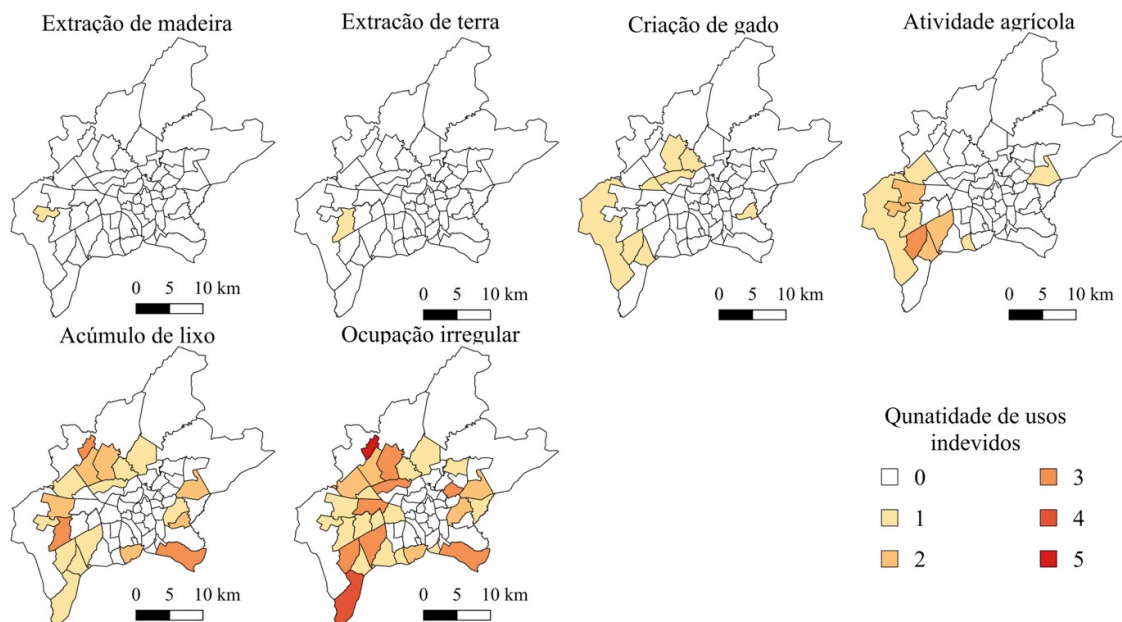 Extração de madeira
Extracão de terra
Criação de gado
Atividade agrícola
0 5 10 km
0 5 10 km
0 5 10 km
0 5 10 km
Acúmulo de lixo
Ocupação irregular
0 5 10 km
0 5 10 km
Qunatidade de usos
indevidos
0
3
1
4
2
5